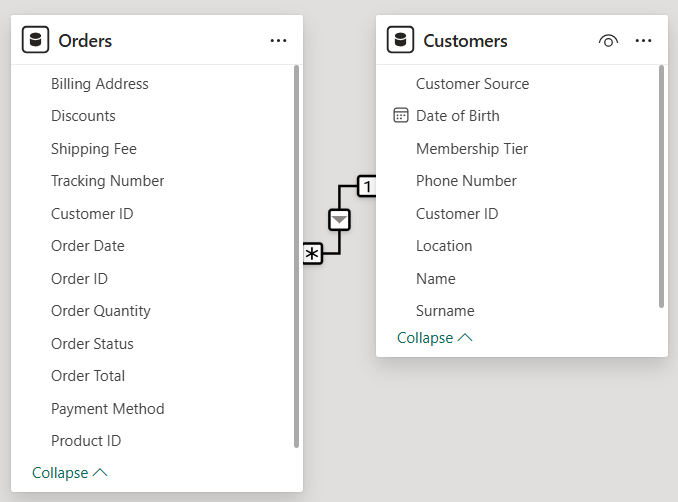 Orders
Billing Address
Discounts
Shipping Fee
Tracking Number
Customer ID
Order Date
Order ID
Order Quantity
Order Status
Order Total
Payment Method
Product ID
Collapse
*
1
Customers
Customer Source
Date of Birth
Membership Tier
Phone Number
Customer ID
Location
Name
Surname
Collapse